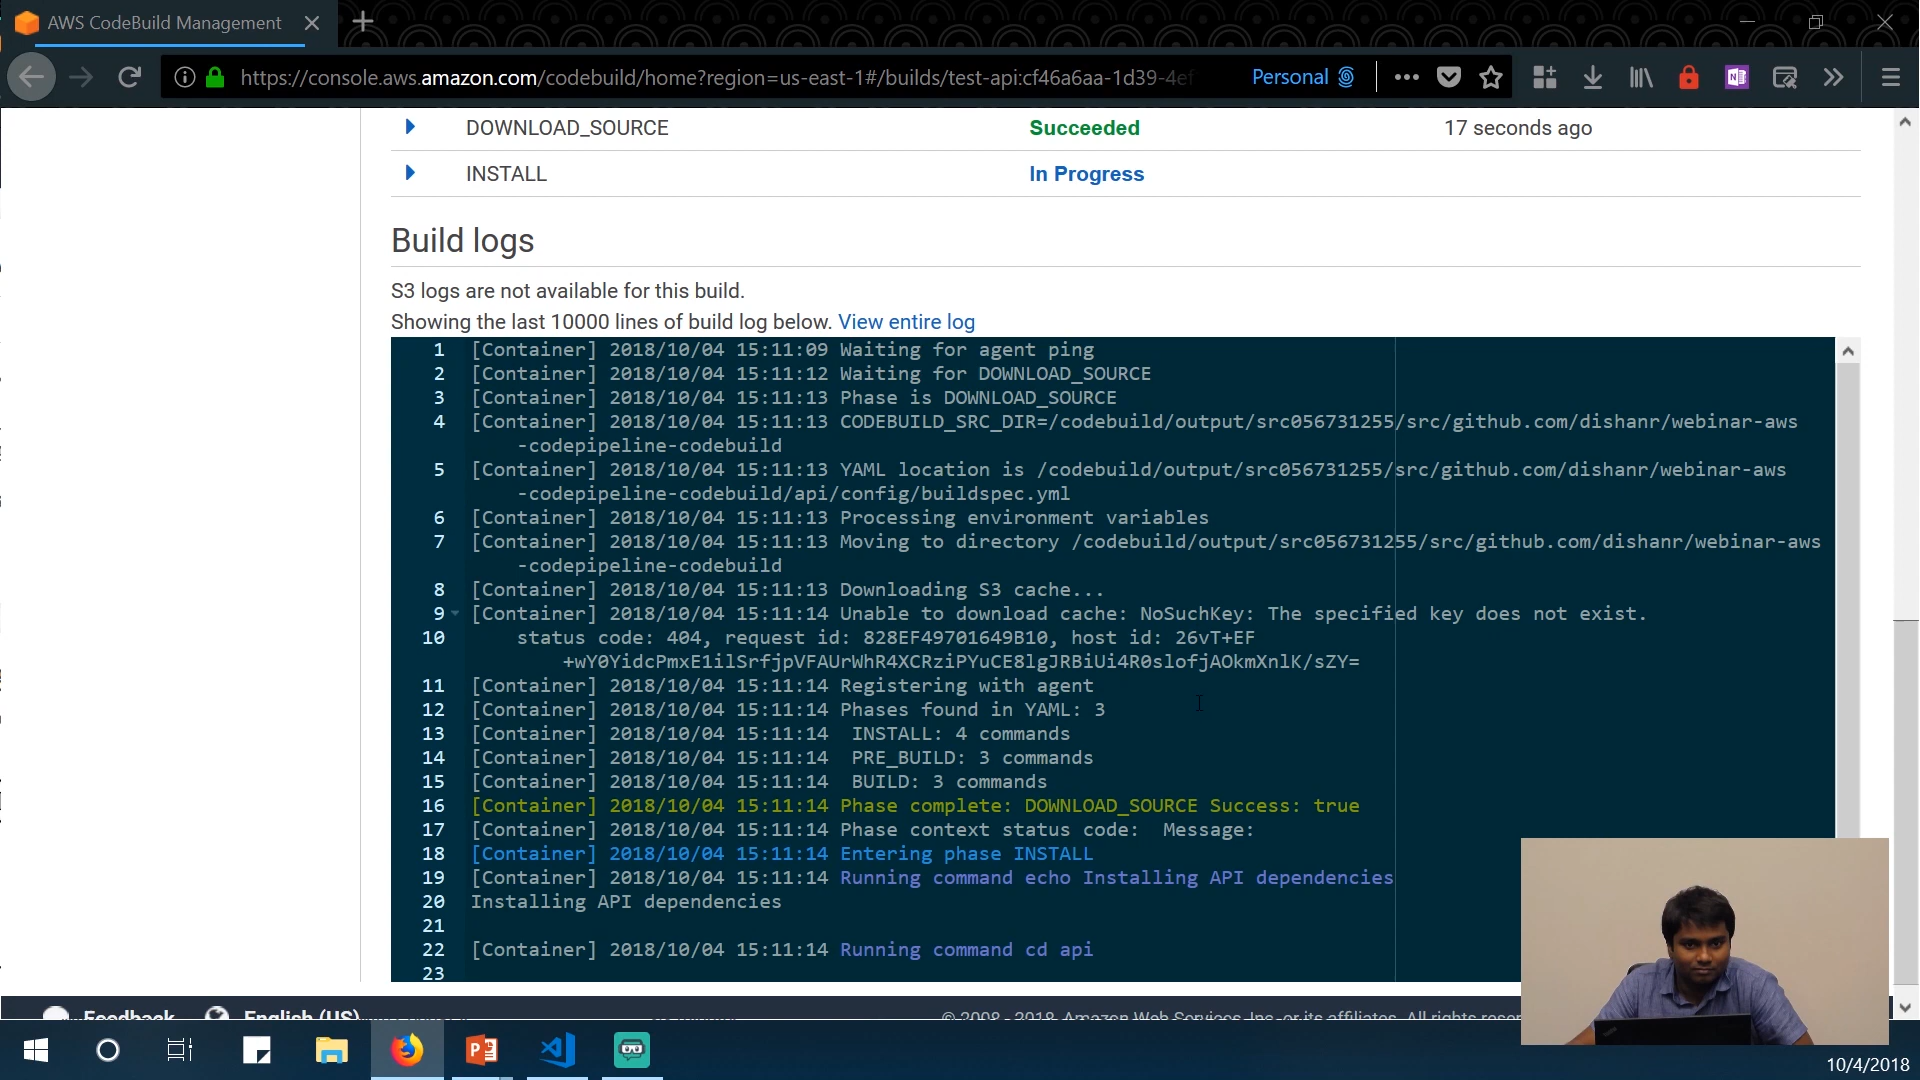 AWS CodeBuild Management
https://console.aws.amazon.com/codebuild/home?region=us-east-1#/builds/test-api:cf46a6aa-1d39-4ef
Personal
DOWNLOAD_SOURCE Succeeded 17 seconds ago
INSTALL In Progress
Build logs
S3 logs are not available for this build.
Showing the last 10000 lines of build log below. View entire log
1 [Container] 2018/10/04 15:11:09 Waiting for agent ping
2 [Container] 2018/10/04 15:11:12 Waiting for DOWNLOAD_SOURCE
3 [Container] 2018/10/04 15:11:13 Phase is DOWNLOAD_SOURCE
4 [Container] 2018/10/04 15:11:13 CODEBUILD_SRC_DIR=/codebuild/output/src056731255/src/github.com/dishanr/webinar-aws
-codepipeline-codebuild
5 [Container] 2018/10/04 15:11:13 YAML location is /codebuild/output/src056731255/src/github.com/dishanr/webinar-aws
-codepipeline-codebuild/api/config/buildspec.yml
6 [Container] 2018/10/04 15:11:13 Processing environment variables
7 [Container] 2018/10/04 15:11:13 Moving to directory /codebuild/output/src056731255/src/github.com/dishanr/webinar-aws
-codepipeline-codebuild
8 [Container] 2018/10/04 15:11:13 Downloading S3 cache...
9 [Container] 2018/10/04 15:11:14 Unable to download cache: NoSuchKey: The specified key does not exist.
10 status code: 404, request id: 828EF49701649B10, host id: 26vT+EF
+wY0YidcPmxE1ilSrfjpVFAUrWhR4XCRziPYuCE8lgJRBiUi4R0slofjAOkmXnlK/sZY=
11 [Container] 2018/10/04 15:11:14 Registering with agent
12 [Container] 2018/10/04 15:11:14 Phases found in YAML: 3
13 [Container] 2018/10/04 15:11:14 INSTALL: 4 commands
14 [Container] 2018/10/04 15:11:14 PRE_BUILD: 3 commands
15 [Container] 2018/10/04 15:11:14 BUILD: 3 commands
16 [Container] 2018/10/04 15:11:14 Phase complete: DOWNLOAD_SOURCE Success: true
17 [Container] 2018/10/04 15:11:14 Phase context status code: Message:
18 [Container] 2018/10/04 15:11:14 Entering phase INSTALL
19 [Container] 2018/10/04 15:11:14 Running command echo Installing API dependencies
20 Installing API dependencies
21
22 [Container] 2018/10/04 15:11:14 Running command cd api
23
Feedback English (US) © 2008 - 2018, Amazon Web Services, Inc. or its affiliates. All rights
10/4/2018